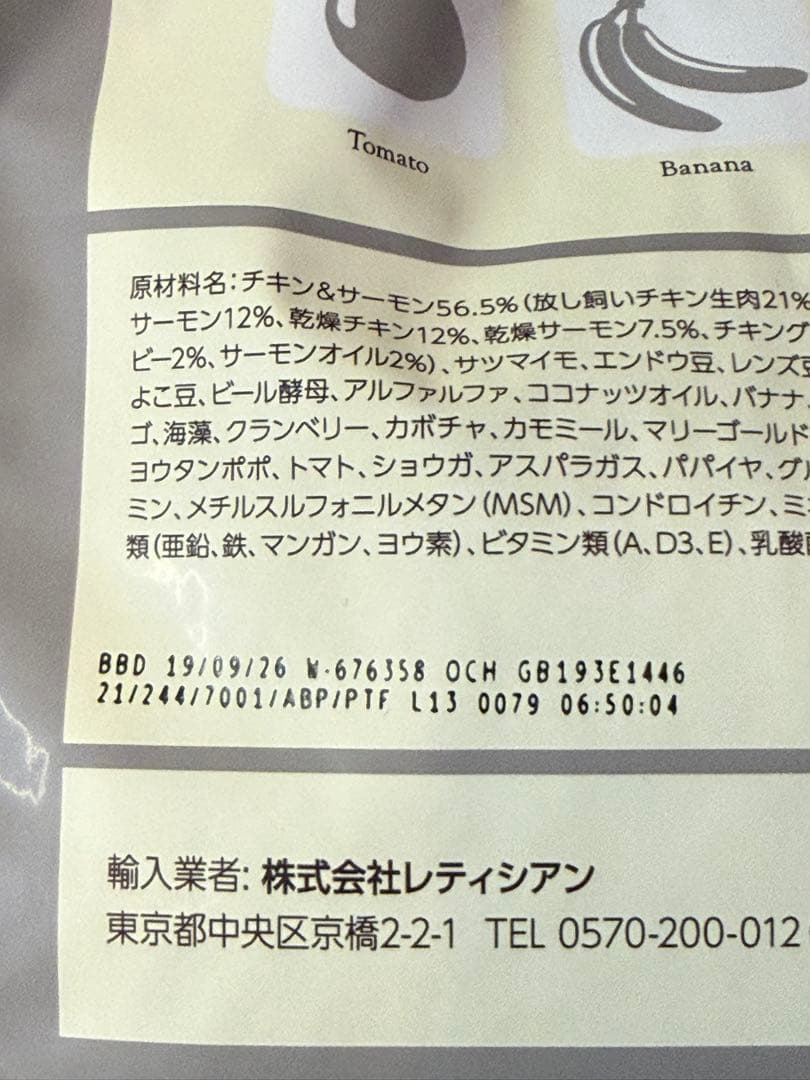 Tomato
Banana
原材料名:チキン&サーモン56.5%(放し飼いチキン生肉21%
サーモン12%、乾燥チキン12%、乾燥サーモン7.5%、チキング
ビー2%、サーモンオイル2%)、サツマイモ、エンドウ豆、レンズ豆
よこ豆、ビール酵母、アルファルファ、ココナッツオイル、バナナ、
ゴ、海藻、クランベリー、カボチャ、カモミール、マリーゴールド
ヨウタンポポ、トマト、ショウガ、アスパラガス、パパイヤ、グル
ミン、メチルスルフォニルメタン(MSM)、コンドロイチン、ミネ
類(亜鉛、鉄、マンガン、ヨウ素)、ビタミン類(A、D3、E)、乳酸菌
BBD 19/09/26 W-676358 OCH GB193E1446
21/244/7001/ABP/PTF L13 0079 06:50:04
輸入業者: 株式会社レティシアン
東京都中央区京橋2-2-1 TEL 0570-200-012